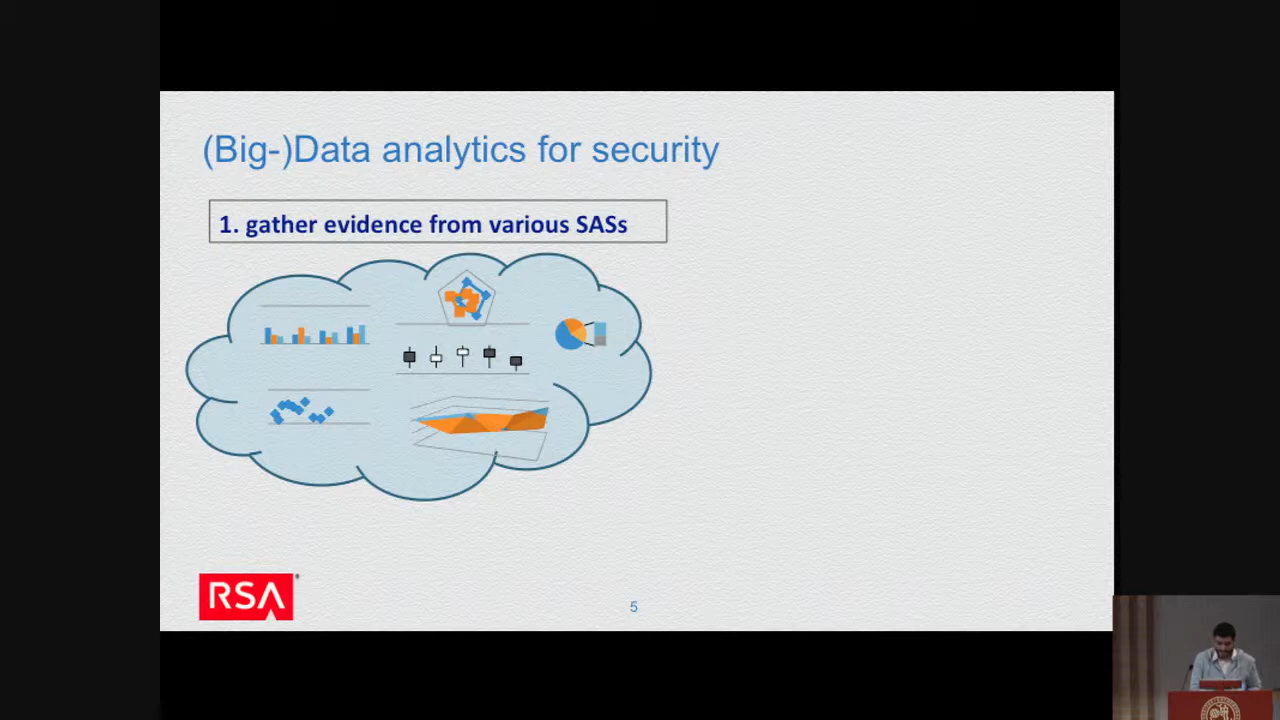 (Big-)Data analytics for security
1. gather evidence from various SASs
RSA
5